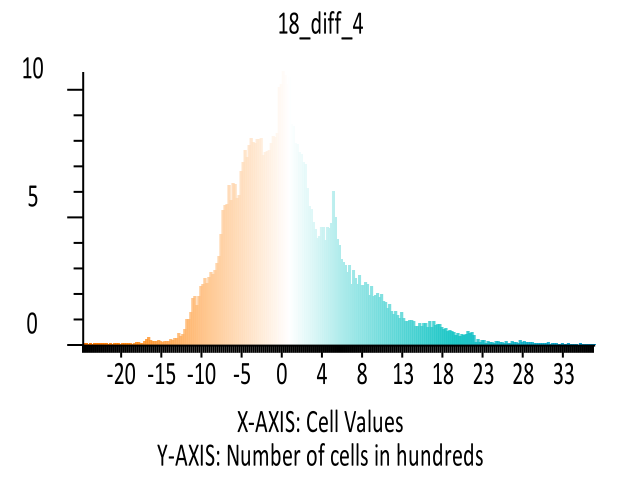 18_diff_4
10
5
0
-20 -15 -10 -5 0 4 8 13 18 23 28 33
X-AXIS: Cell Values
Y-AXIS: Number of cells in hundreds